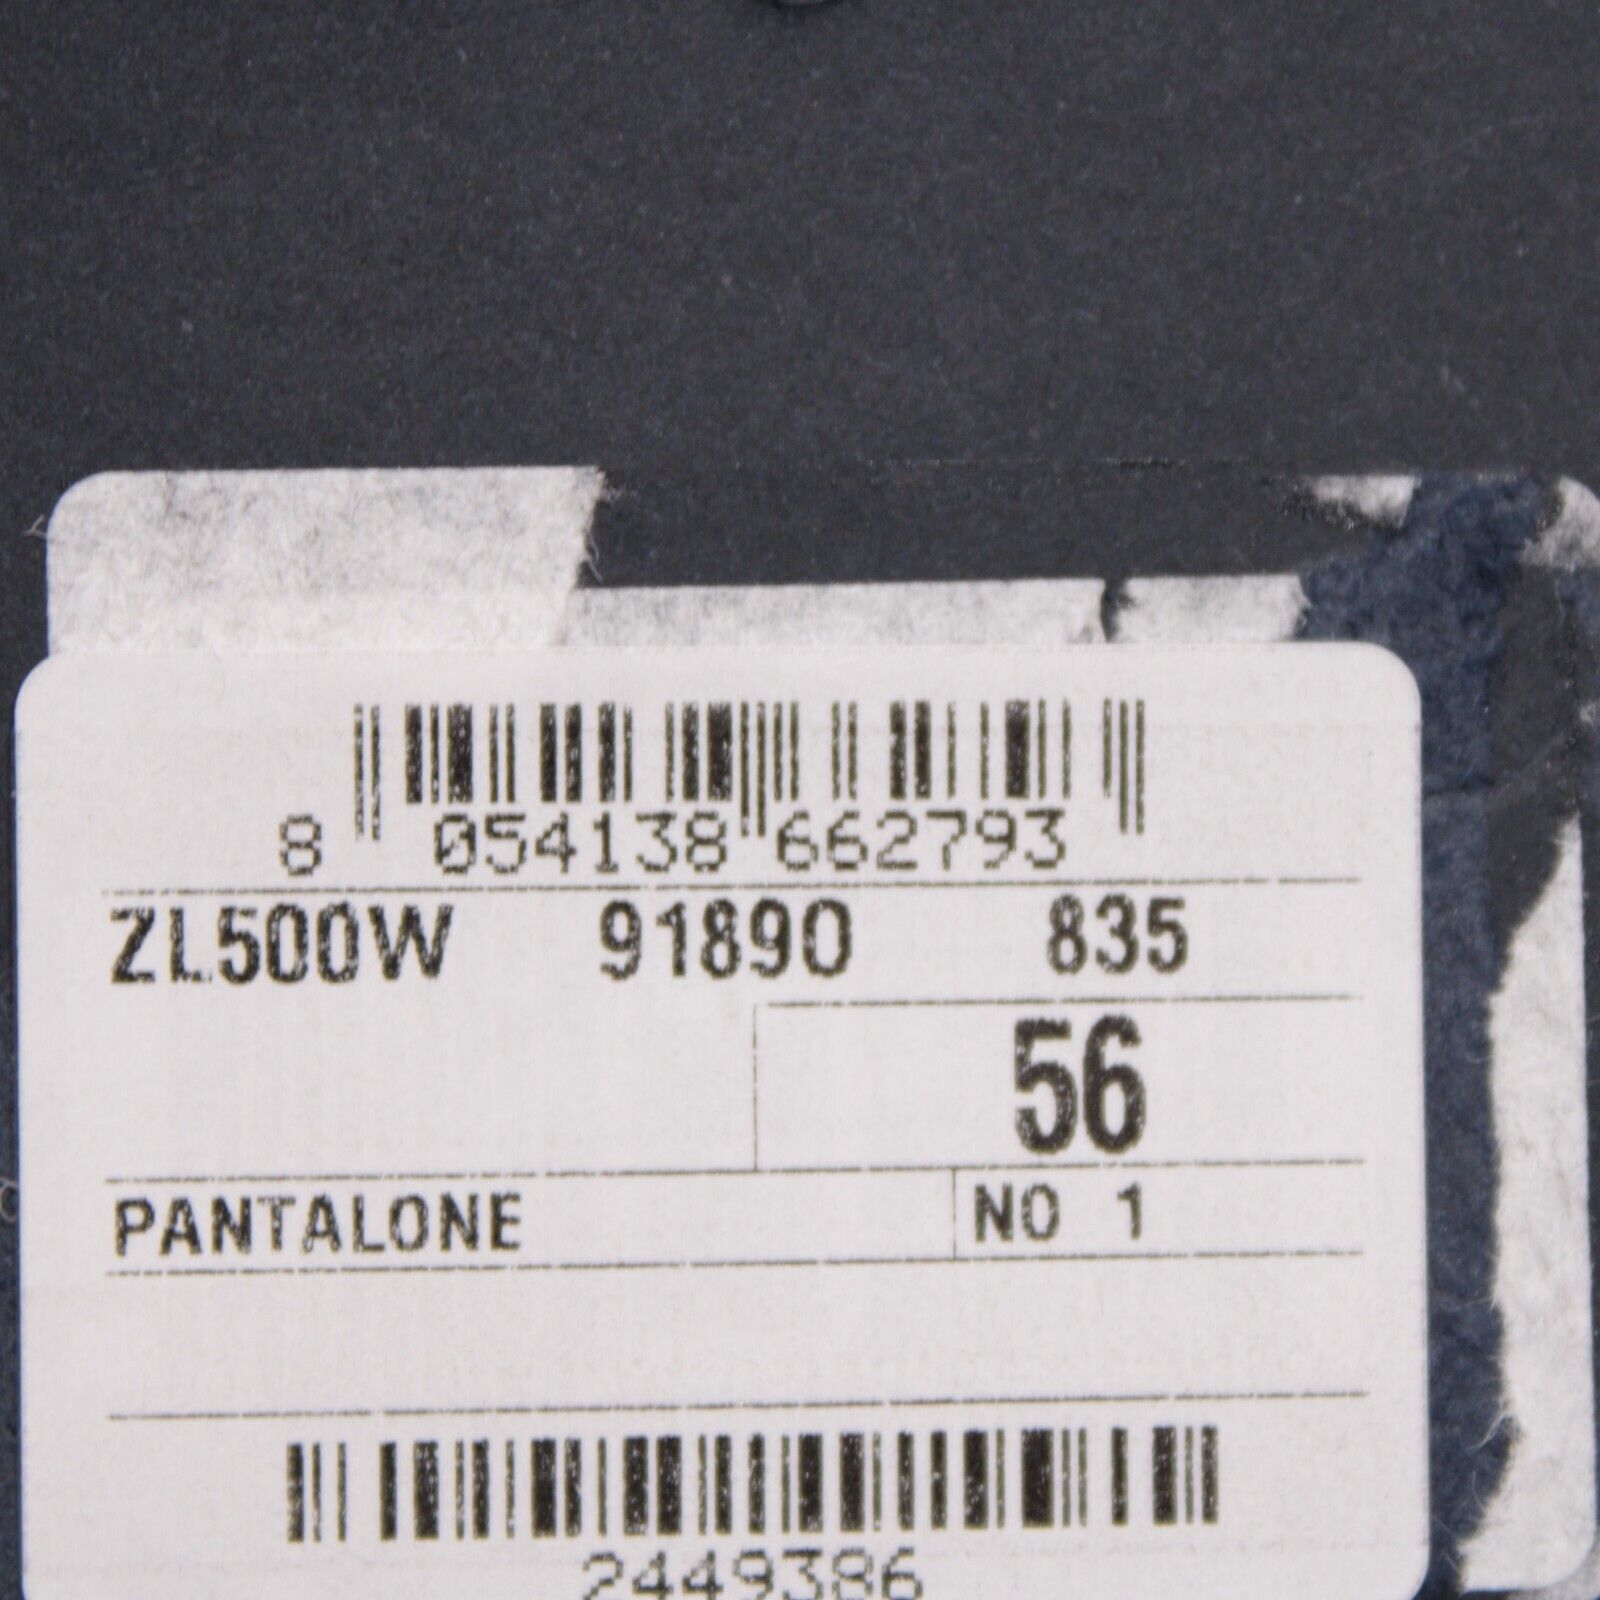 8 054138 662793
ZL500W 91890 835
56
PANTALONE NO 1
2449386